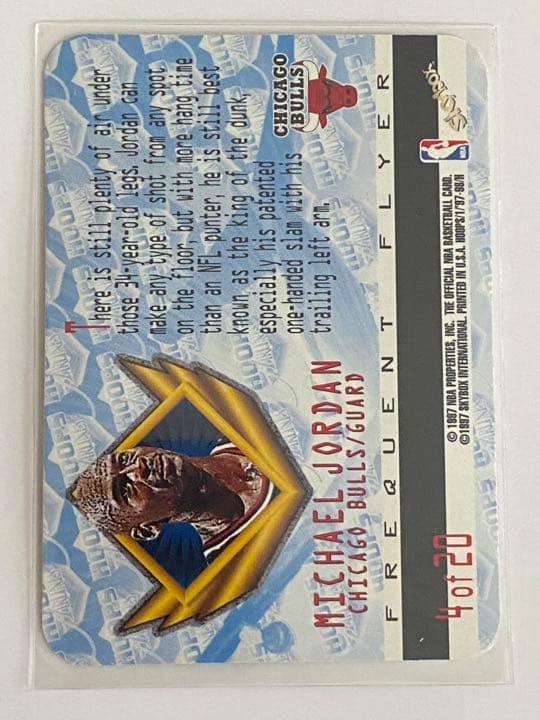 There is still plenty of air under
those 34-year-old legs. Jordan can
make any type of shot from any spot
on the floor but with more hang time
than an NFL punter he is still best
known as the king of the dunk,
especially his patented
one-handed slam with his
trailing left arm.
CHICAGO
BULLS
MICHAEL JORDAN
CHICAGO BULLS/GUARD
FREQUENT FLYER
4 of 20
© 1997 NBA PROPERTIES, INC. THE OFFICIAL NBA BASKETBALL CARD.
©1997 SKYBOX INTERNATIONAL. PRINTED IN U.S.A. HOOPS/1/'97-98/H
NBA
SkyBox
HOOPS